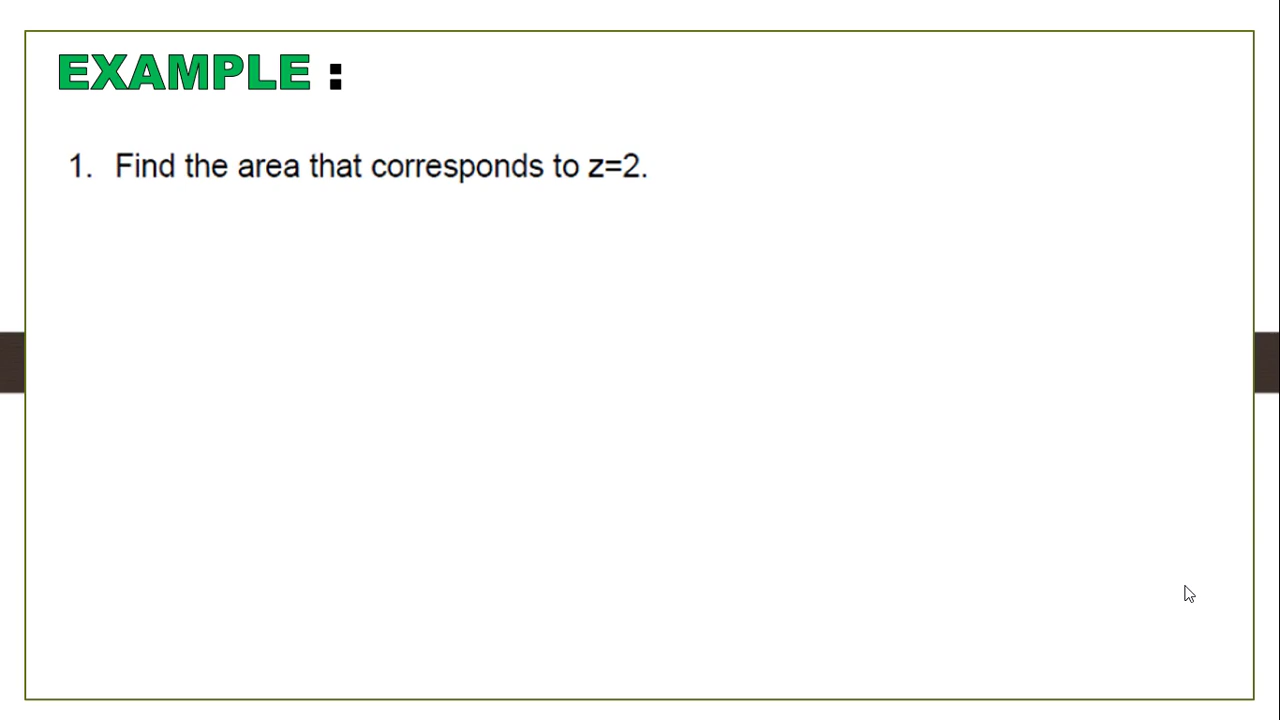 EXAMPLE :
1. Find the area that corresponds to z=2.